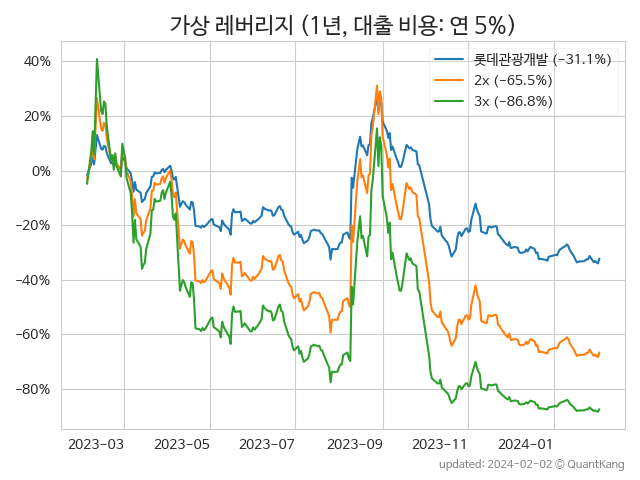 가상 레버리지 (1년, 대출 비용: 연 5%)
롯데관광개발 (-31.1%)
2x (-65.5%)
3x (-86.8%)
40%
20%
0%
−20%
−40%
−60%
−80%
2023-03 2023-05 2023-07 2023-09 2023-11 2024-01
updated: 2024-02-02 © QuantKang